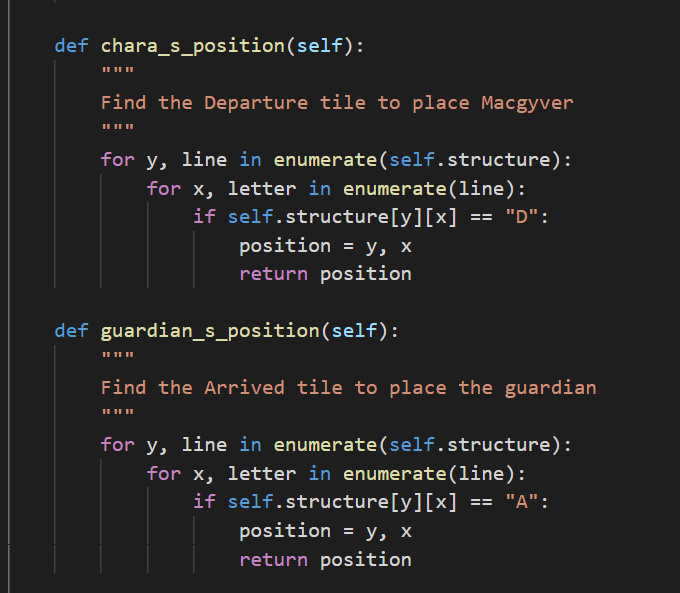 def chara_s_position(self):
    """
    Find the Departure tile to place Macgyver
    """
    for y, line in enumerate(self.structure):
        for x, letter in enumerate(line):
            if self.structure[y][x] == "D":
                position = y, x
                return position
def guardian_s_position(self):
    """
    Find the Arrived tile to place the guardian
    """
    for y, line in enumerate(self.structure):
        for x, letter in enumerate(line):
            if self.structure[y][x] == "A":
                position = y, x
                return position